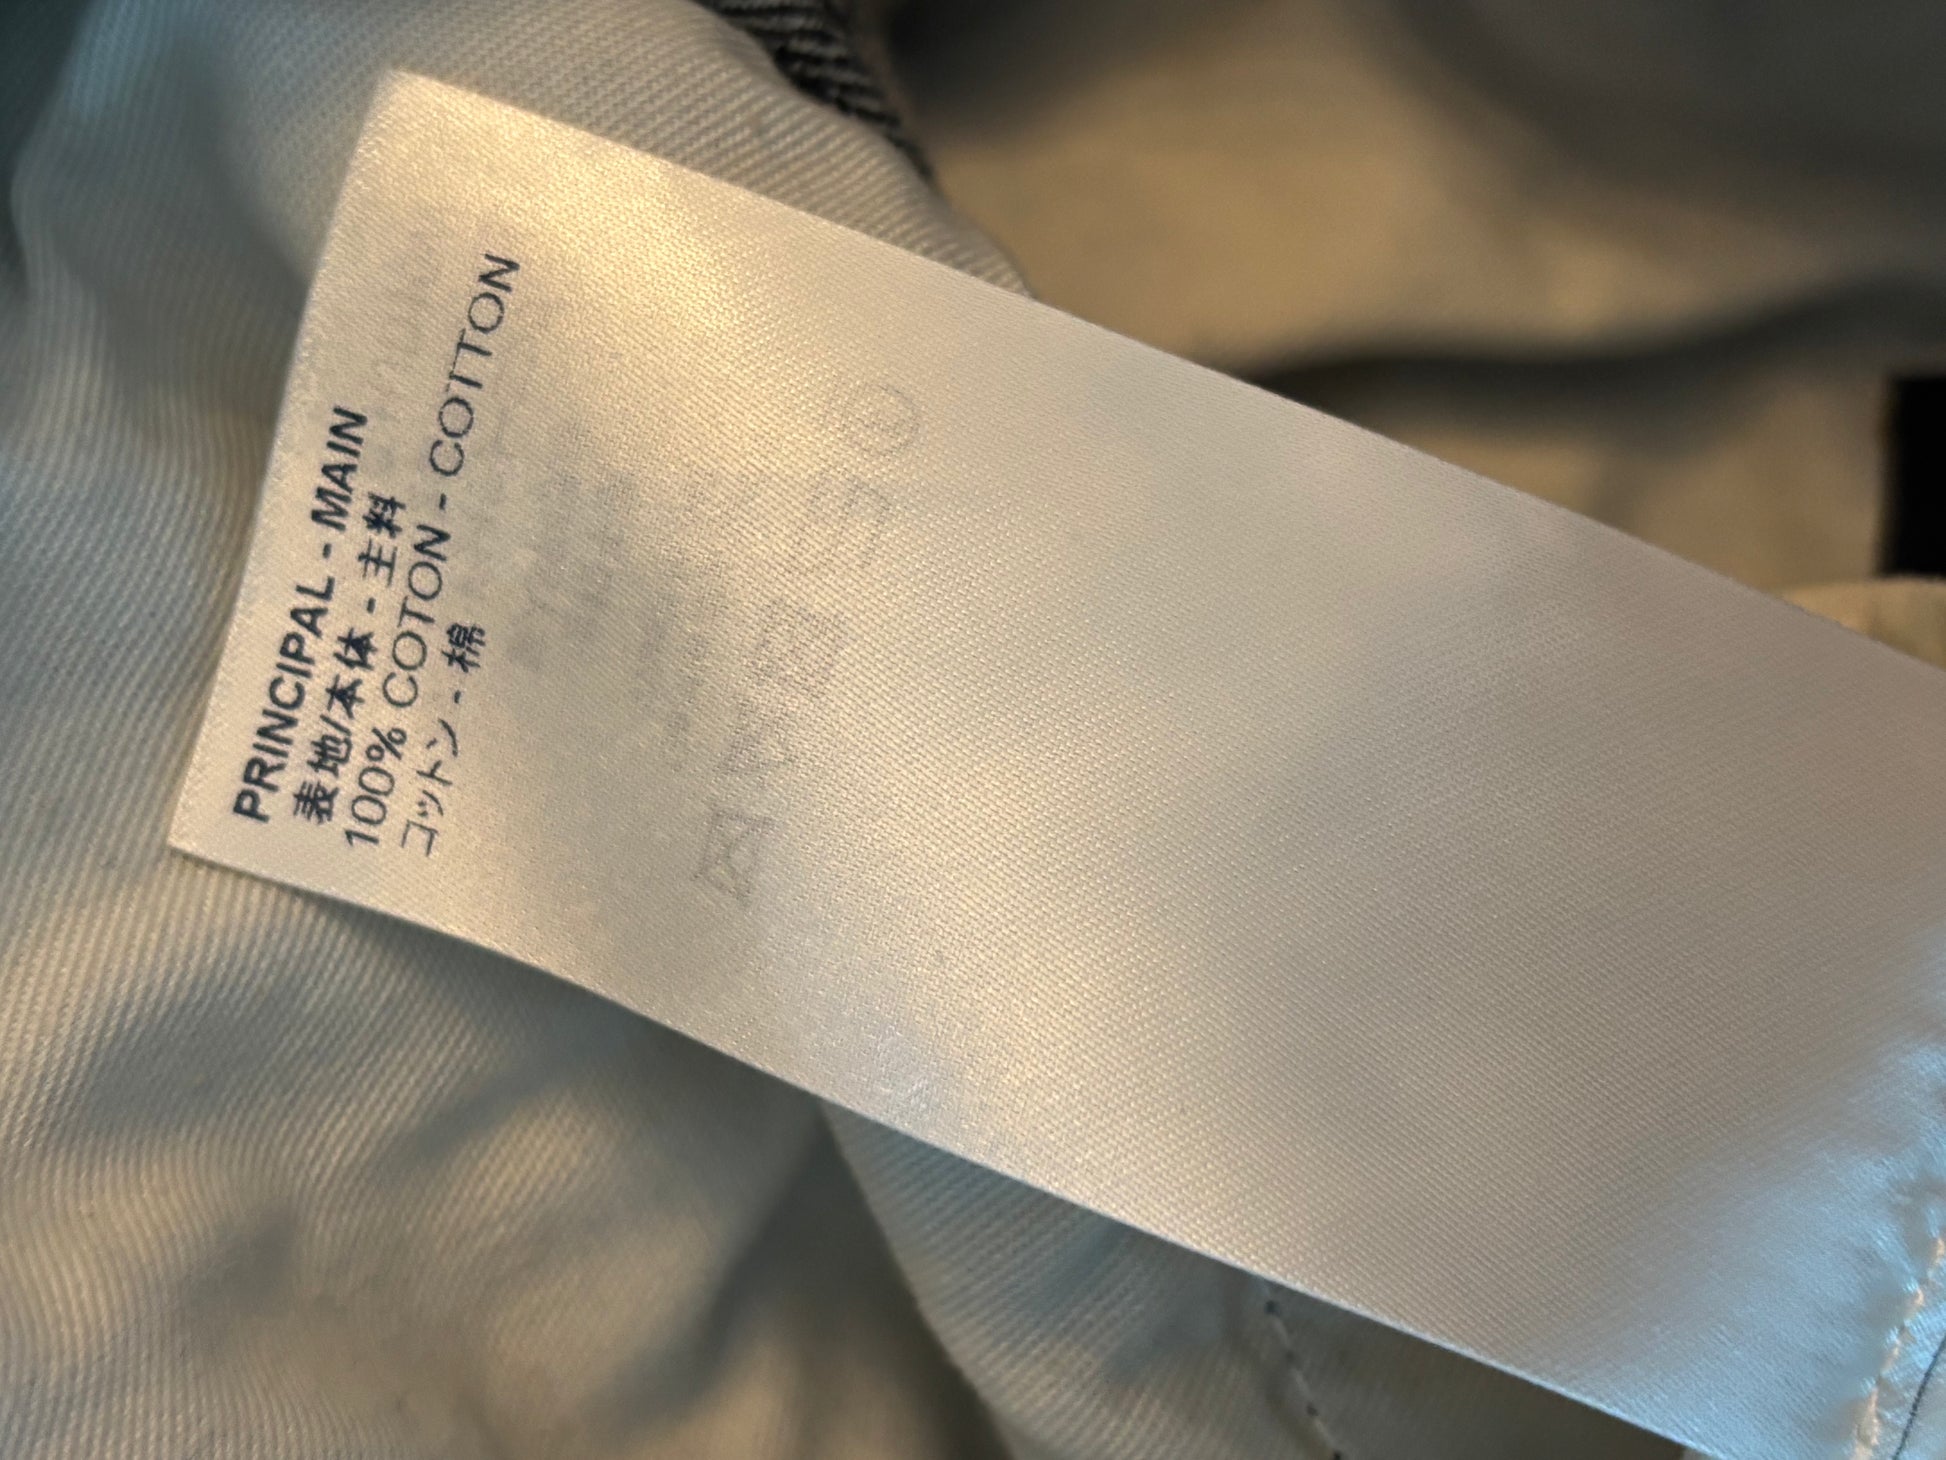 PRINCIPAL - MAIN
表地/本体 - 主料
100% COTON - COTTON
コットン - 棉